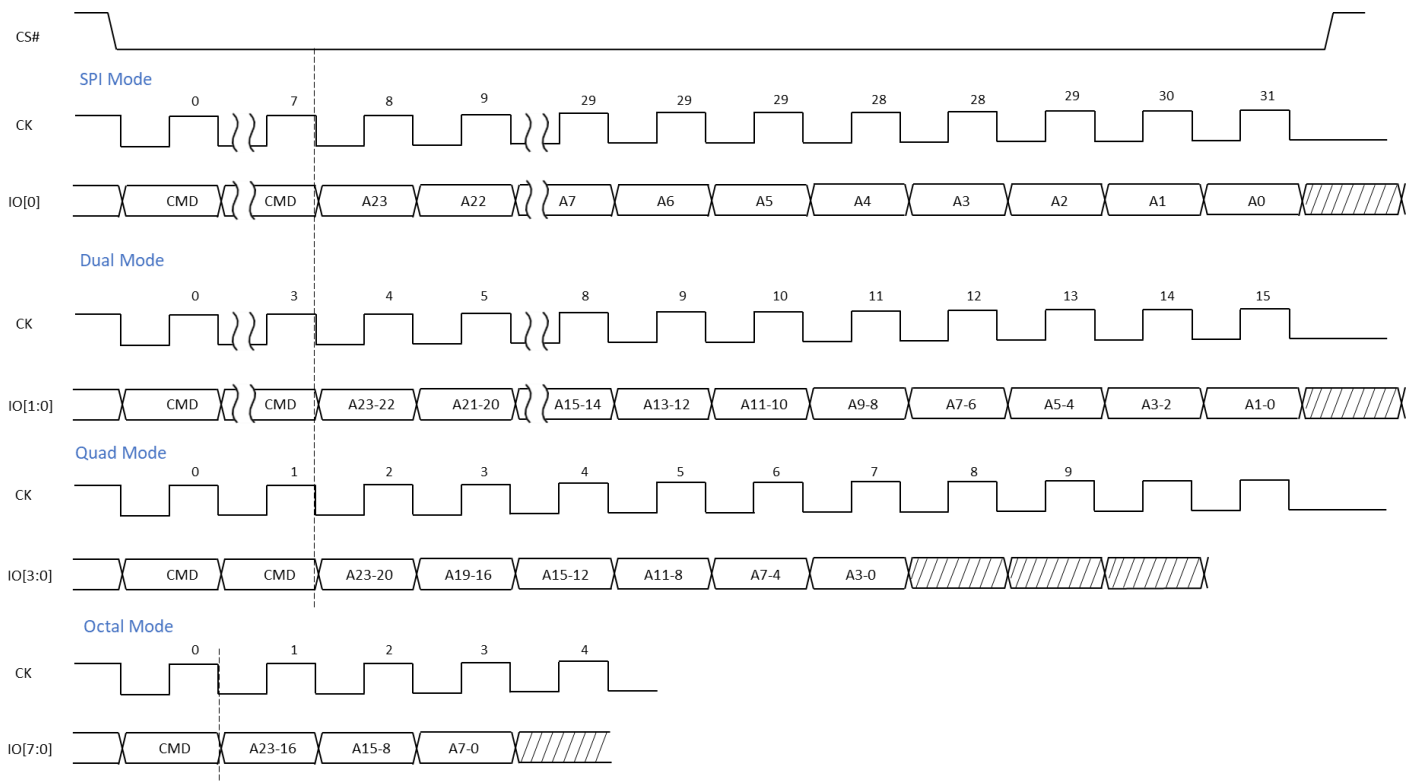 CS#
SPI Mode
0 7 8 9 29 29 29 28 28 29 30 31
CK
IO[0] CMD CMD A23 A22 A7 A6 A5 A4 A3 A2 A1 A0
Dual Mode
0 3 4 5 8 9 10 11 12 13 14 15
CK
IO[1:0] CMD CMD A23-22 A21-20 A15-14 A13-12 A11-10 A9-8 A7-6 A5-4 A3-2 A1-0
Quad Mode
0 1 2 3 4 5 6 7 8 9
CK
IO[3:0] CMD CMD A23-20 A19-16 A15-12 A11-8 A7-4 A3-0
Octal Mode
0 1 2 3 4
CK
IO[7:0] CMD A23-16 A15-8 A7-0